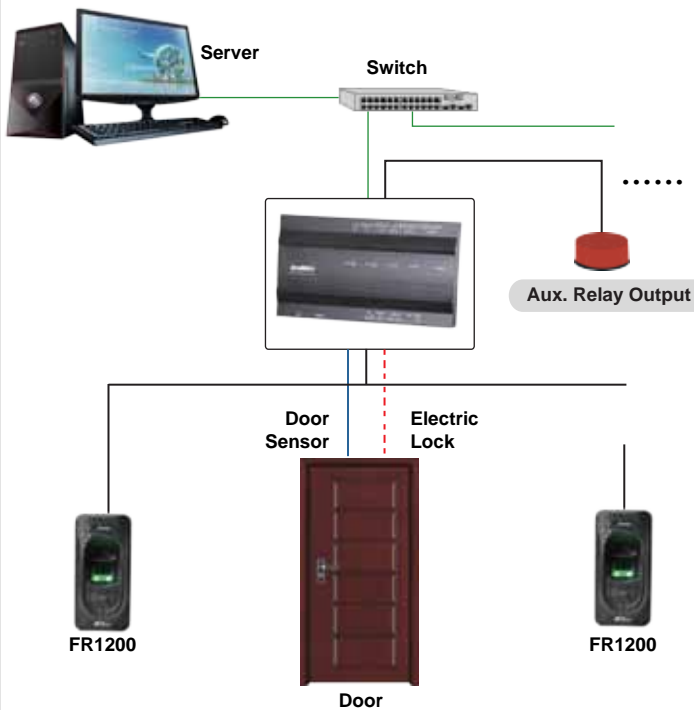 Server
Switch
......
Aux. Relay Output
Door
Sensor
Electric
Lock
FR1200
FR1200
Door